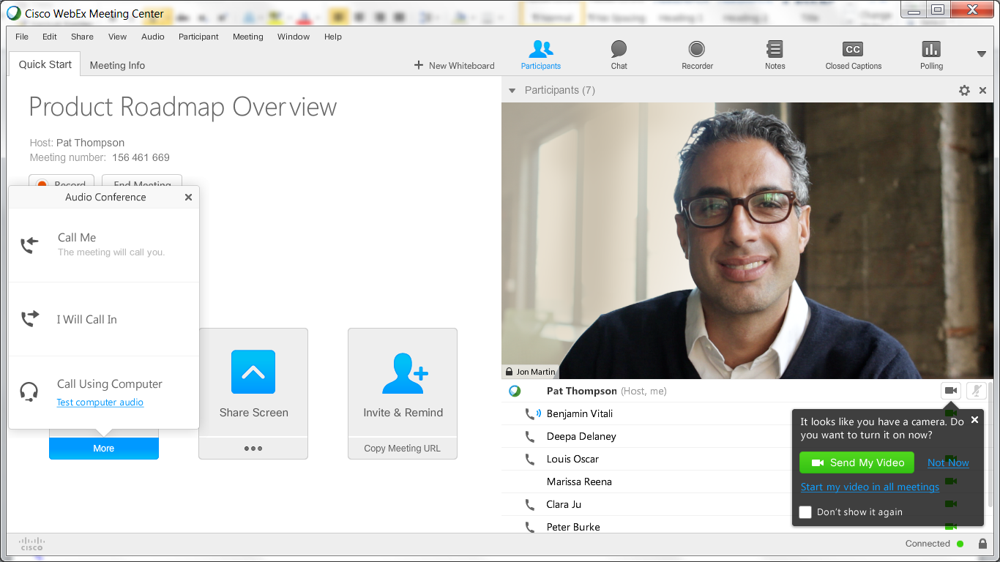 Cisco WebEx Meeting Center
File Edit Share View Audio Participant Meeting Window Help
Quick Start Meeting Info New Whiteboard
Participants Chat Recorder Notes Closed Captions Polling
Product Roadmap Overview
Host: Pat Thompson
Meeting number: 156 461 669
Record End Meeting
Audio Conference
Call Me
The meeting will call you.
I Will Call In
Call Using Computer
Test computer audio
More
Share Screen
Invite & Remind
Copy Meeting URL
Participants (7)
Jon Martin
Pat Thompson (Host, me)
Benjamin Vitali
Deepa Delaney
Louis Oscar
Marissa Reena
Clara Ju
Peter Burke
It looks like you have a camera. Do
you want to turn it on now?
Send My Video Not Now
Start my video in all meetings
Don't show it again
CISCO
Connected